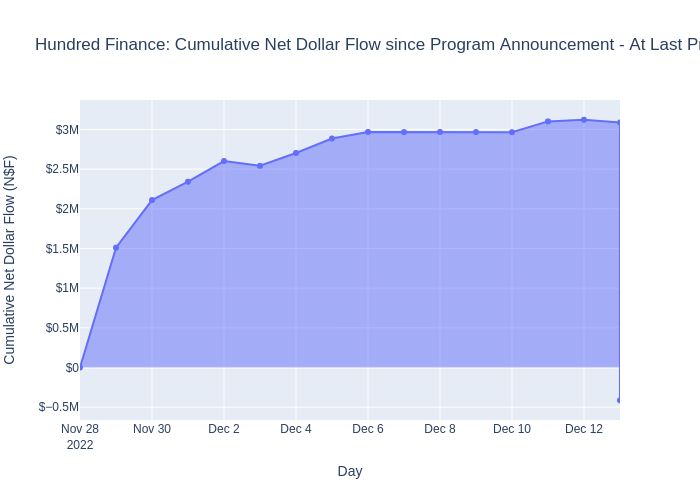 Hundred Finance: Cumulative Net Dollar Flow since Program Announcement - At Last
Cumulative Net Dollar Flow (N$F)
$3M
$2.5M
$2M
$1.5M
$1M
$0.5M
$0
$−0.5M
Nov 28
2022
Nov 30
Dec 2
Dec 4
Dec 6
Dec 8
Dec 10
Dec 12
Day